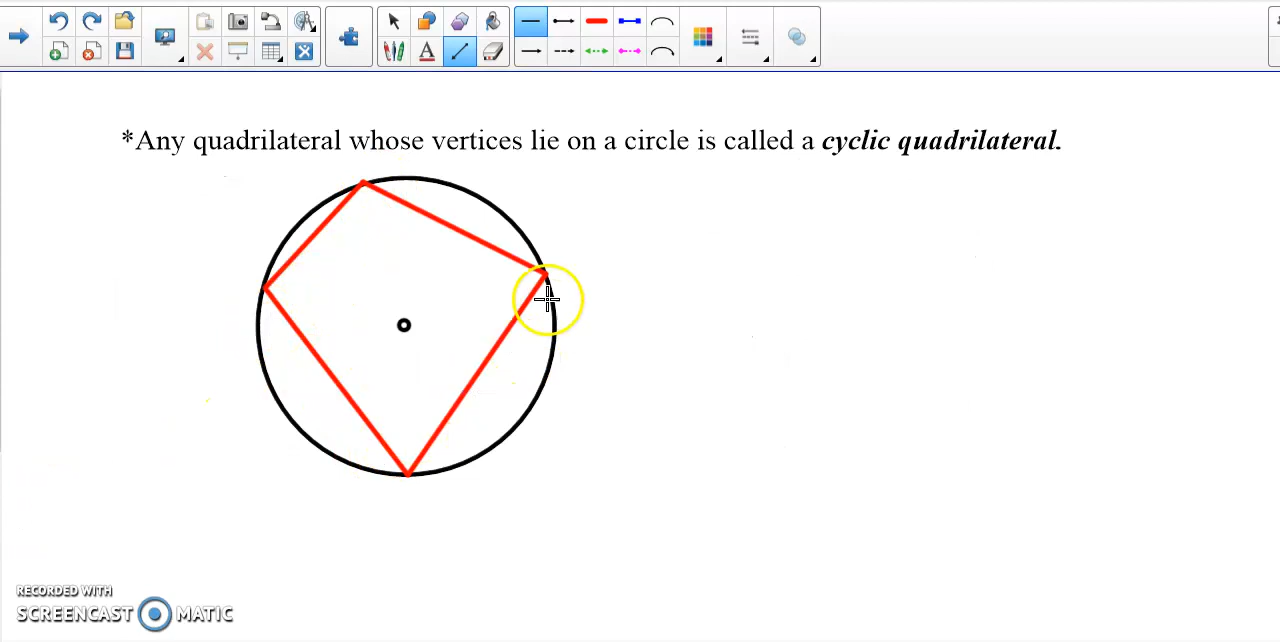 *Any quadrilateral whose vertices lie on a circle is called a cyclic quadrilateral.
RECORDED WITH
SCREENCAST MATIC